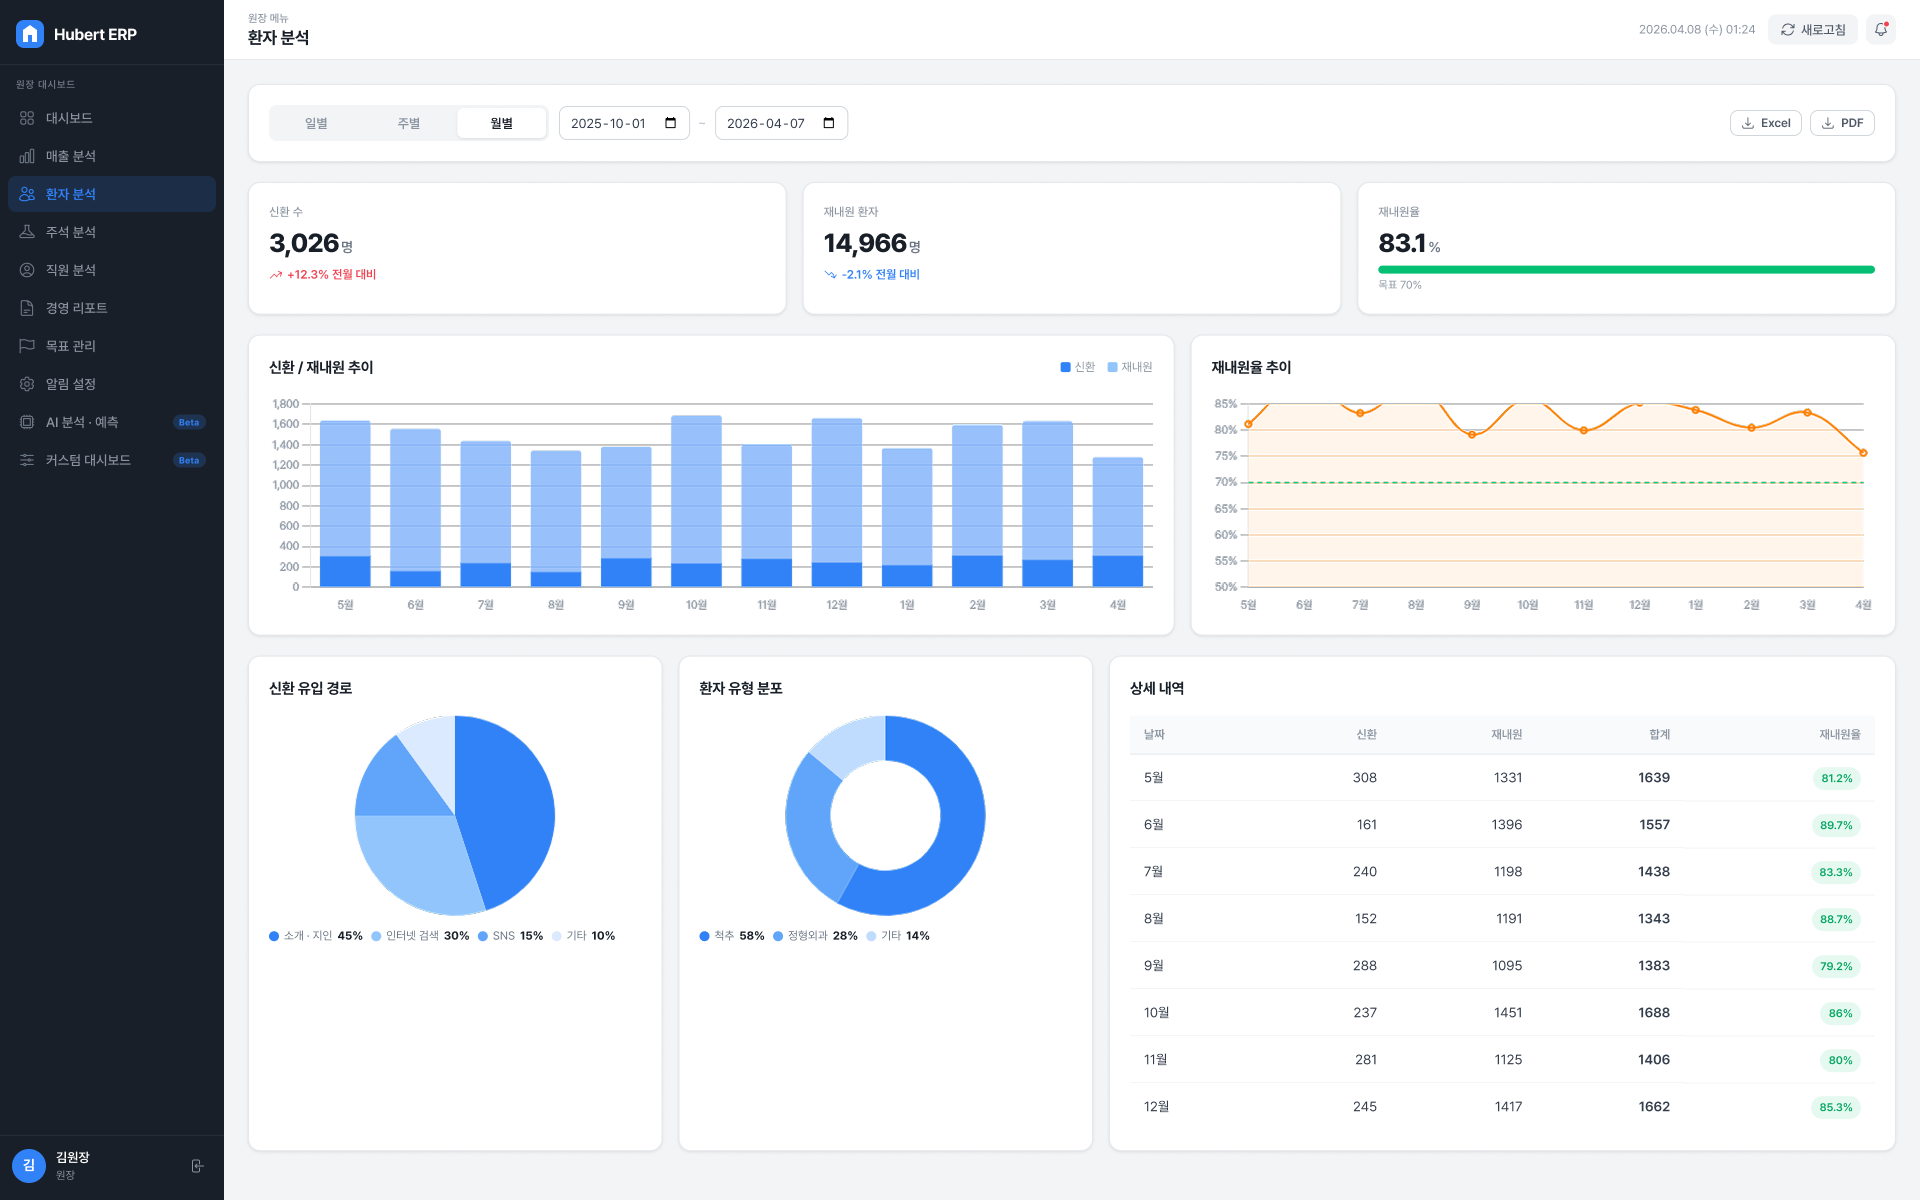 Hubert ERP
원장 대시보드
대시보드
매출 분석
환자 분석
주석 분석
직원 분석
경영 리포트
목표 관리
알림 설정
AI 분석 · 예측 Beta
커스텀 대시보드 Beta
김 김원장
원장
원장 메뉴
환자 분석
2026.04.08 (수) 01:24 새로고침
일별 주별 월별 2025-10-01 ~ 2026-04-07 Excel PDF
신환 수
3,026명
+12.3% 전월 대비
재내원 환자
14,966명
-2.1% 전월 대비
재내원율
83.1%
목표 70%
신환 / 재내원 추이
신환 재내원
1,800
1,600
1,400
1,200
1,000
800
600
400
200
0
5월 6월 7월 8월 9월 10월 11월 12월 1월 2월 3월 4월
재내원율 추이
85%
80%
75%
70%
65%
60%
55%
50%
5월 6월 7월 8월 9월 10월 11월 12월 1월 2월 3월 4월
신환 유입 경로
소개 · 지인 45% 인터넷 검색 30% SNS 15% 기타 10%
환자 유형 분포
척추 58% 정형외과 28% 기타 14%
상세 내역
날짜 신환 재내원 합계 재내원율
5월 308 1331 1639 81.2%
6월 161 1396 1557 89.7%
7월 240 1198 1438 83.3%
8월 152 1191 1343 88.7%
9월 288 1095 1383 79.2%
10월 237 1451 1688 86%
11월 281 1125 1406 80%
12월 245 1417 1662 85.3%